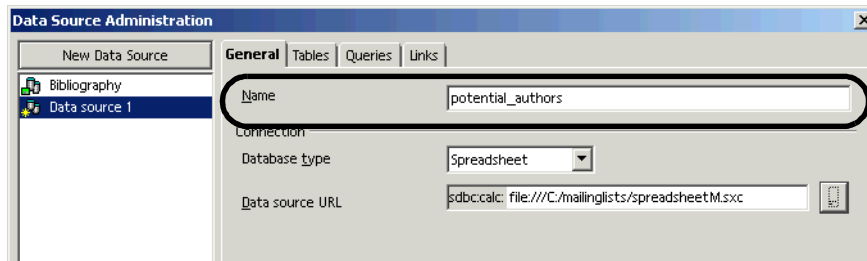 Data Source Administration
New Data Source
Bibliography
Data source 1
General Tables Queries Links
Name potential_authors
Connection
Database type Spreadsheet
Data source URL sdbc:calc: file:///C:/mailinglists/spreadsheetM.sxc ...